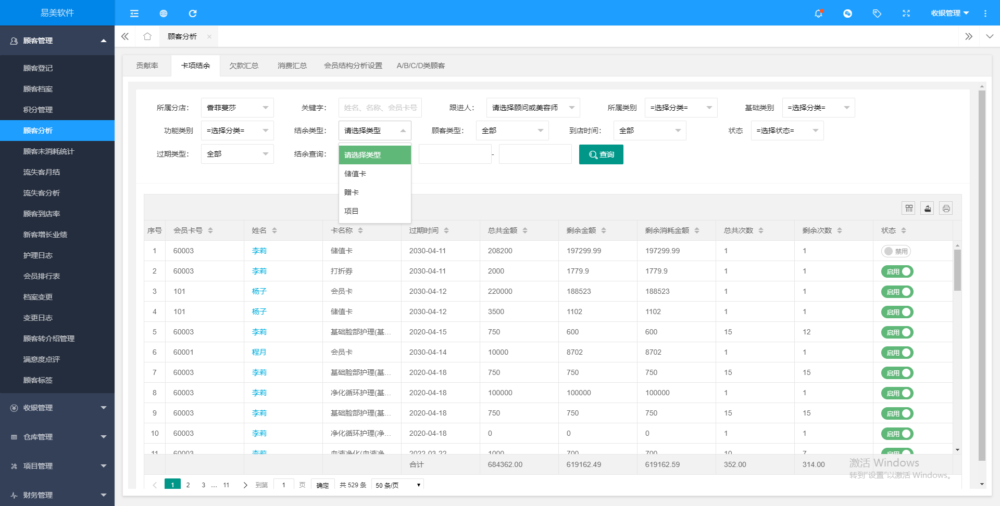 易美软件
收银管理
顾客管理
顾客登记
顾客档案
积分管理
顾客分析
顾客未消耗统计
流失客月结
流失客分析
顾客到店率
新客增长业绩
护理日志
会员排行表
档案变更
变更日志
顾客转介绍管理
满意度点评
顾客标签
收银管理
仓库管理
项目管理
财务管理
顾客分析
贡献率 卡项结余 欠款汇总 消费汇总 会员结构分析设置 A/B/C/D类顾客
所属分店： 香菲蔓莎 关键字： 姓名、名称、会员卡号 跟进人： 请选择顾问或美容师 所属类别 =选择分类= 基础类别 =选择分类=
功能类别 =选择分类= 结余类型： 请选择类型 顾客类型： 全部 到店时间： 全部 状态 =选择状态=
过期类型： 全部 结余查询： - 查询
请选择类型
储值卡
赠卡
项目
序号 会员卡号 姓名 卡名称 过期时间 总共金额 剩余金额 剩余消耗金额 总共次数 剩余次数 状态
1 60003 李莉 储值卡 2030-04-11 208200 197299.99 197299.99 1 1 禁用
2 60003 李莉 打折券 2030-04-11 2000 1779.9 1779.9 1 1 启用
3 101 杨子 会员卡 2030-04-12 220000 188523 188523 1 1 启用
4 101 杨子 储值卡 2030-04-12 3500 1102 1102 1 1 启用
5 60003 李莉 基础脸部护理(基... 2020-04-15 750 600 600 15 12 启用
6 60001 程月 会员卡 2030-04-14 10000 8702 8702 1 1 启用
7 60003 李莉 基础脸部护理(基... 2020-04-18 750 750 750 15 15 启用
8 60003 李莉 净化循环护理(基... 2020-04-18 100000 100000 100000 1 1 启用
9 60003 李莉 基础脸部护理(基... 2020-04-18 750 750 750 15 15 启用
10 60003 李莉 净化循环护理(净... 2020-04-18 0 0 0 1 1 启用
11 60003 李莉 血液净化(血液净... 2022-03-22 1000 700 700 10 7 启用
合计 684362.00 619162.49 619162.59 352.00 314.00
激活 Windows
转到“设置”以激活 Windows。
1 2 3 ... 11 到第 1 页 确定 共 529 条 50 条/页